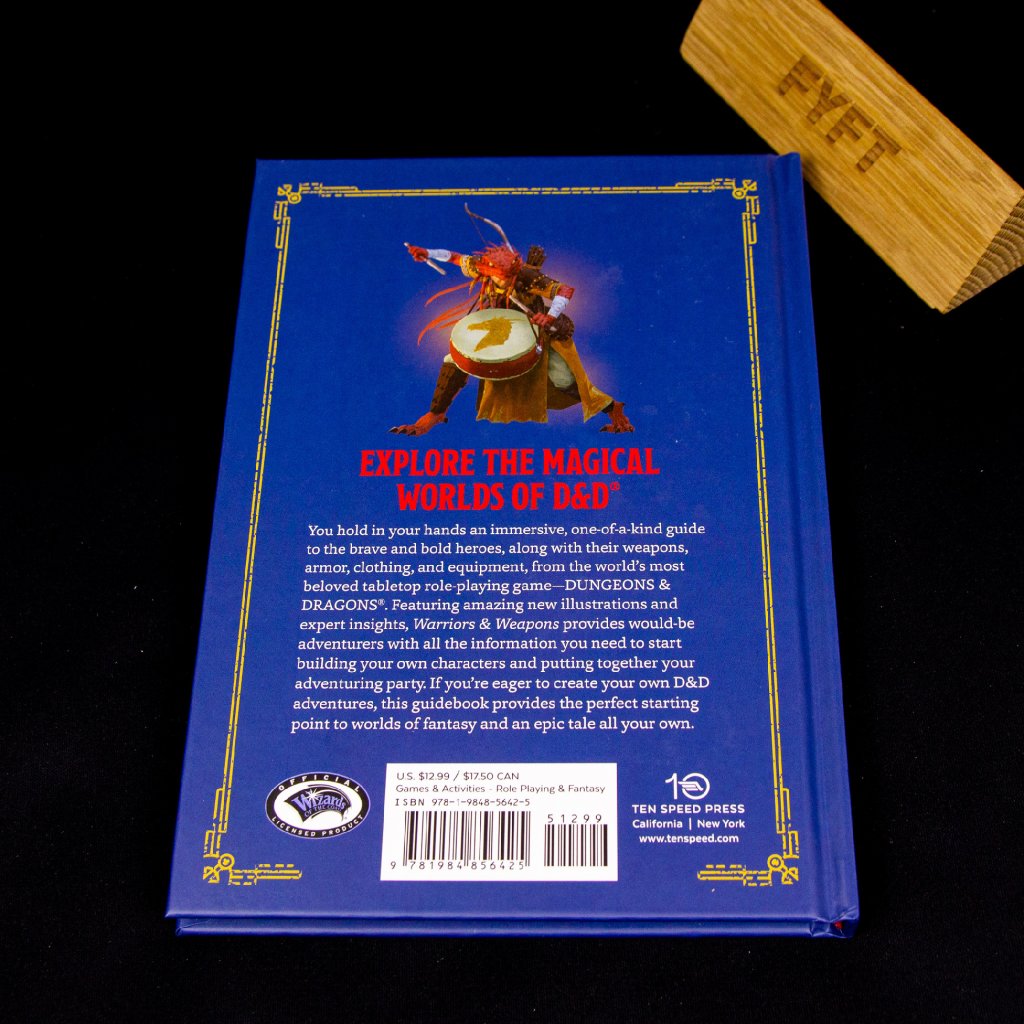 FYFT
EXPLORE THE MAGICAL
WORLDS OF D&D®
You hold in your hands an immersive, one-of-a-kind guide
to the brave and bold heroes, along with their weapons,
armor, clothing, and equipment, from the world's most
beloved tabletop role-playing game—DUNGEONS &
DRAGONS®. Featuring amazing new illustrations and
expert insights, Warriors & Weapons provides would-be
adventurers with all the information you need to start
building your own characters and putting together your
adventuring party. If you're eager to create your own D&D
adventures, this guidebook provides the perfect starting
point to worlds of fantasy and an epic tale all your own.
OFFICIAL
Wizards
OF THE COAST
LICENSED PRODUCT
U.S. $12.99 / $17.50 CAN
Games & Activities - Role Playing & Fantasy
ISBN 978-1-9848-5642-5
51299
9 781984 856425
10
TEN SPEED PRESS
California | New York
www.tenspeed.com